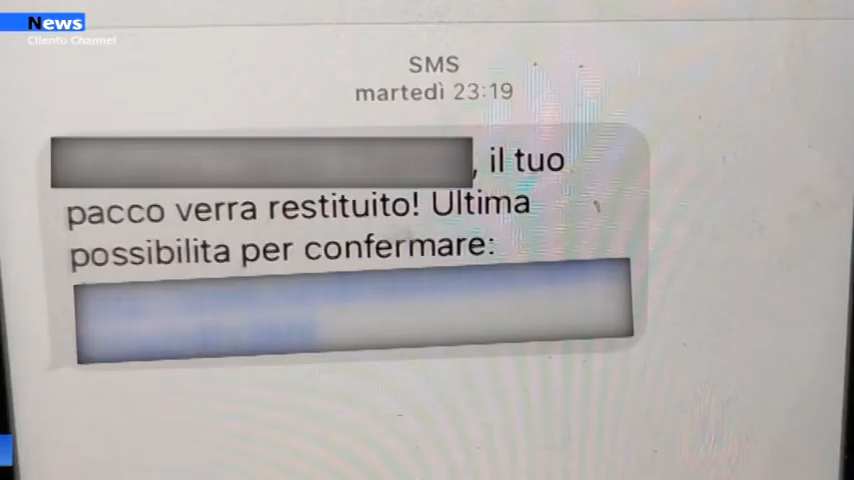 News
Cilento Channel
SMS
martedì 23:19
, il tuo
pacco verra restituito! Ultima
possibilita per confermare: